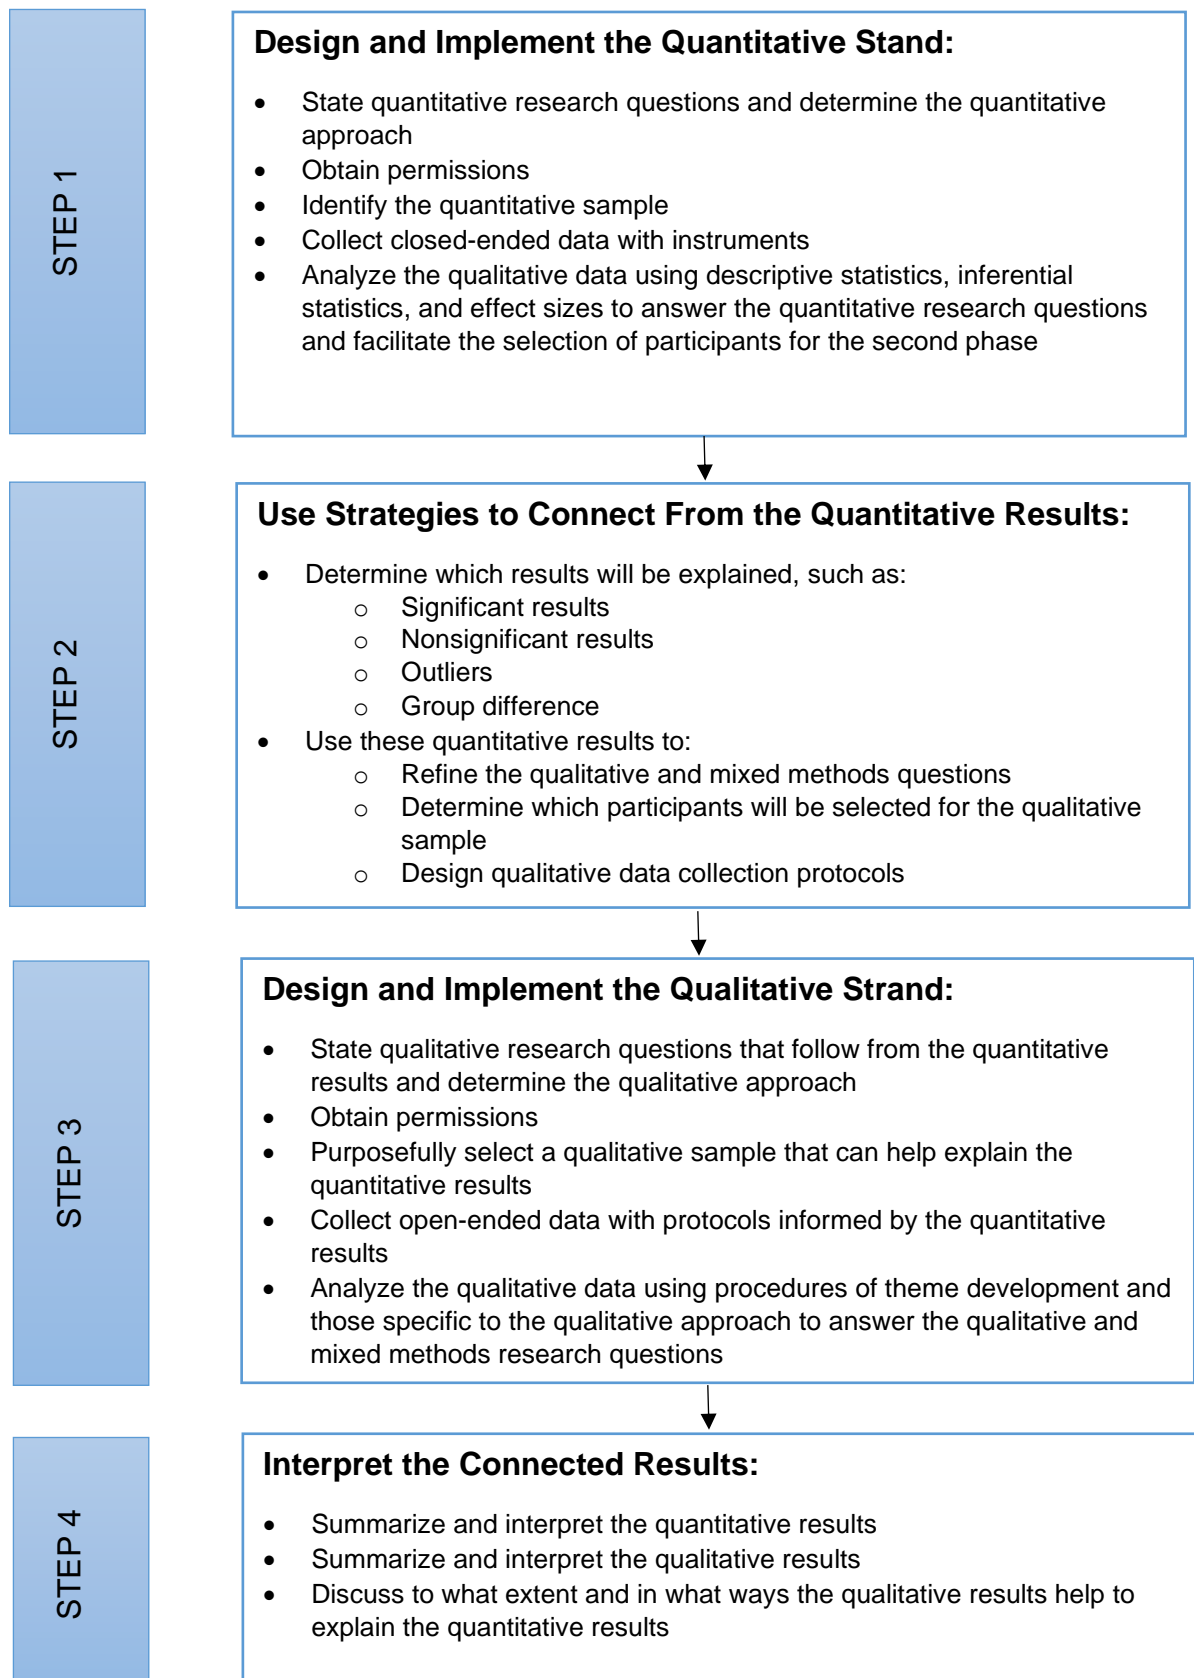 STEP 1
Design and Implement the Quantitative Stand:
• State quantitative research questions and determine the quantitative
approach
• Obtain permissions
• Identify the quantitative sample
• Collect closed-ended data with instruments
• Analyze the qualitative data using descriptive statistics, inferential
statistics, and effect sizes to answer the quantitative research questions
and facilitate the selection of participants for the second phase
STEP 2
Use Strategies to Connect From the Quantitative Results:
• Determine which results will be explained, such as:
o Significant results
o Nonsignificant results
o Outliers
o Group difference
• Use these quantitative results to:
o Refine the qualitative and mixed methods questions
o Determine which participants will be selected for the qualitative
sample
o Design qualitative data collection protocols
STEP 3
Design and Implement the Qualitative Strand:
• State qualitative research questions that follow from the quantitative
results and determine the qualitative approach
• Obtain permissions
• Purposefully select a qualitative sample that can help explain the
quantitative results
• Collect open-ended data with protocols informed by the quantitative
results
• Analyze the qualitative data using procedures of theme development and
those specific to the qualitative approach to answer the qualitative and
mixed methods research questions
STEP 4
Interpret the Connected Results:
• Summarize and interpret the quantitative results
• Summarize and interpret the qualitative results
• Discuss to what extent and in what ways the qualitative results help to
explain the quantitative results